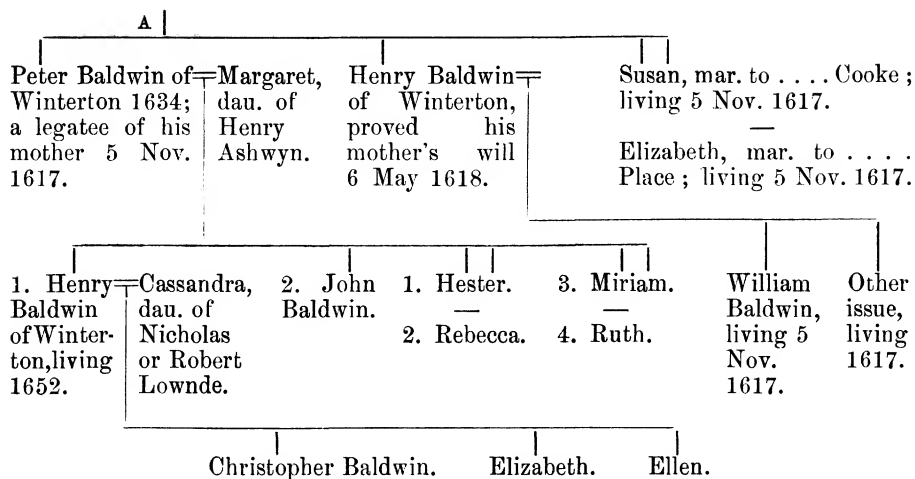 A
Peter Baldwin of
Winterton 1634;
a legatee of his
mother 5 Nov.
1617.
Margaret,
dau. of
Henry
Ashwyn.
Henry Baldwin
of Winterton,
proved his
mother's will
6 May 1618.
Susan, mar. to . . . . Cooke ;
living 5 Nov. 1617.
—
Elizabeth, mar. to . . . .
Place ; living 5 Nov. 1617.
1. Henry
Baldwin
of Winter-
ton, living
1652.
Cassandra,
dau. of
Nicholas
or Robert
Lownde.
2. John
Baldwin.
1. Hester.
—
2. Rebecca.
3. Miriam.
—
4. Ruth.
William
Baldwin,
living 5
Nov.
1617.
Other
issue,
living
1617.
Christopher Baldwin.
Elizabeth.
Ellen.